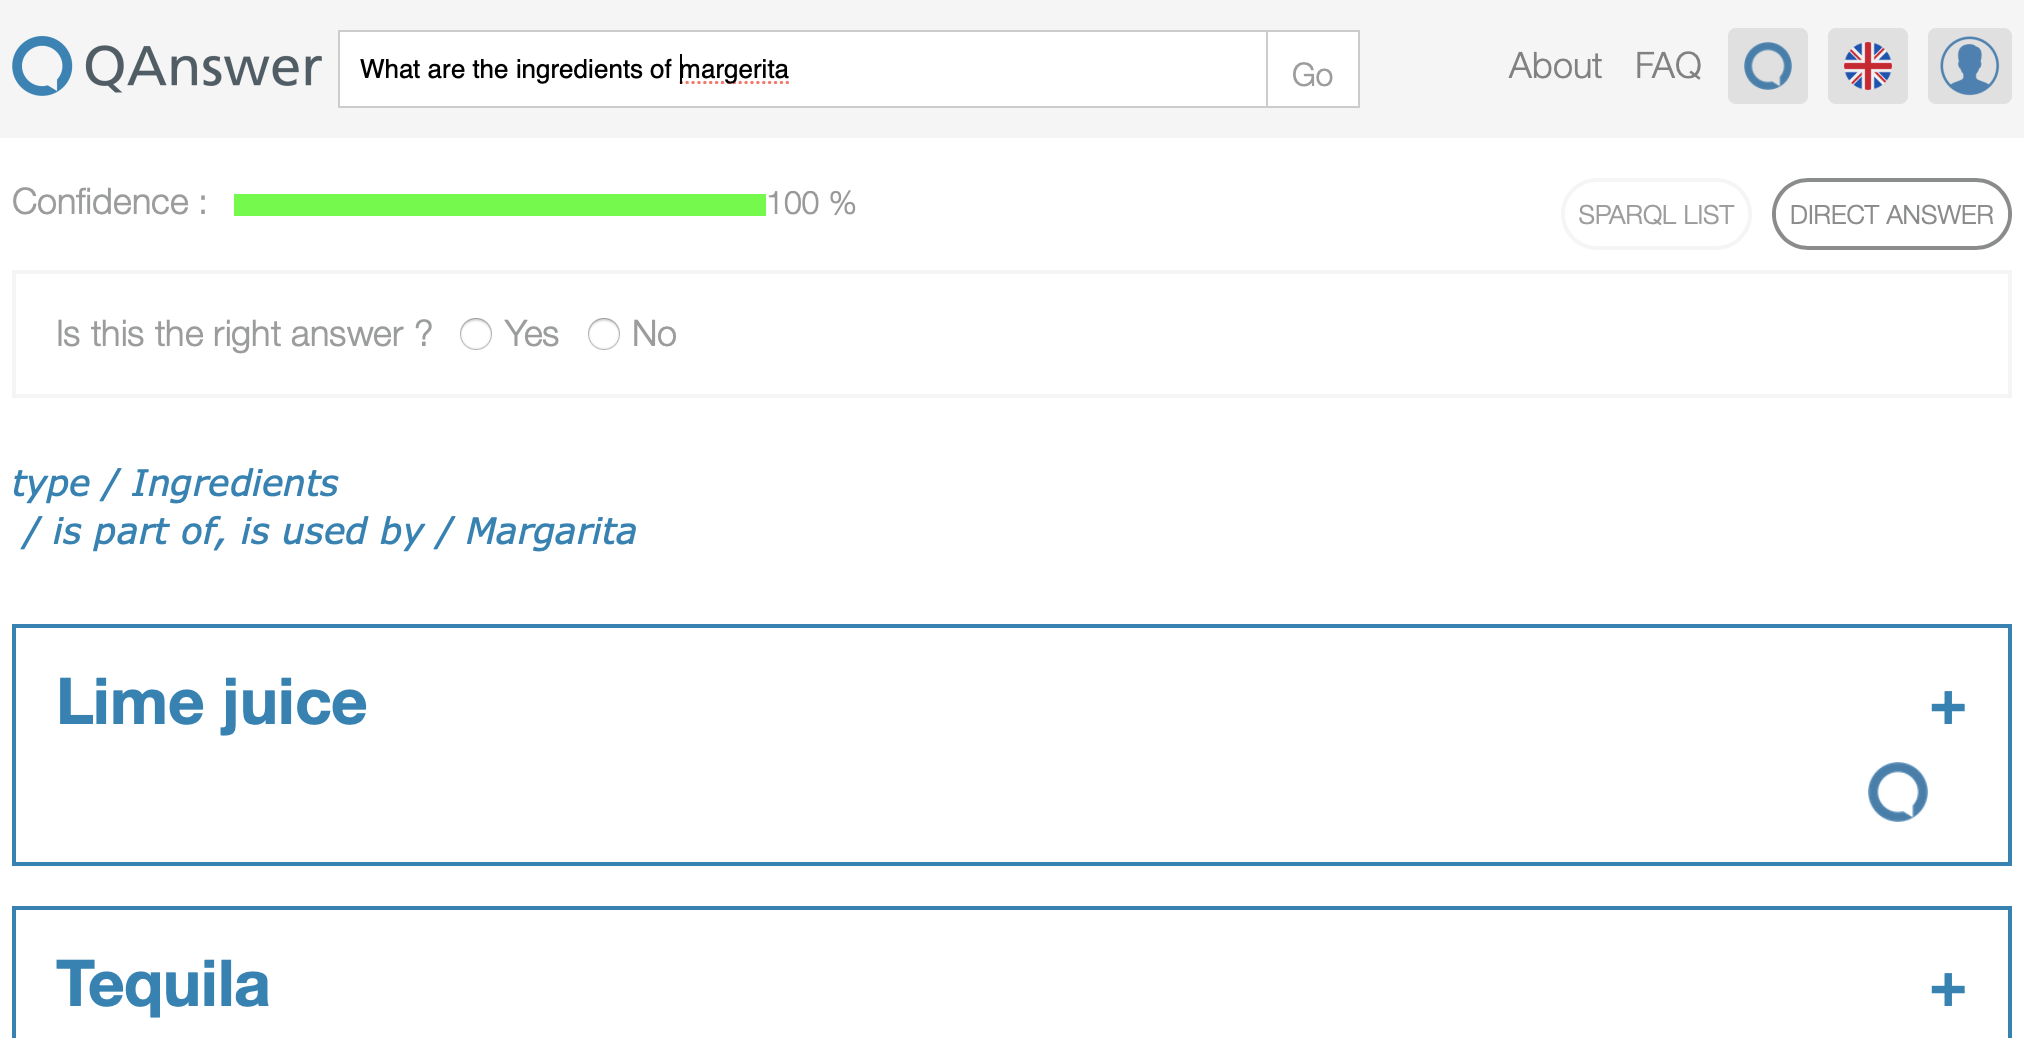 QAnswer
What are the ingredients of margerita
Go
About
FAQ
Confidence :
100 %
SPARQL LIST
DIRECT ANSWER
Is this the right answer ?
Yes
No
type / Ingredients
/ is part of, is used by / Margarita
Lime juice
+
Tequila
+